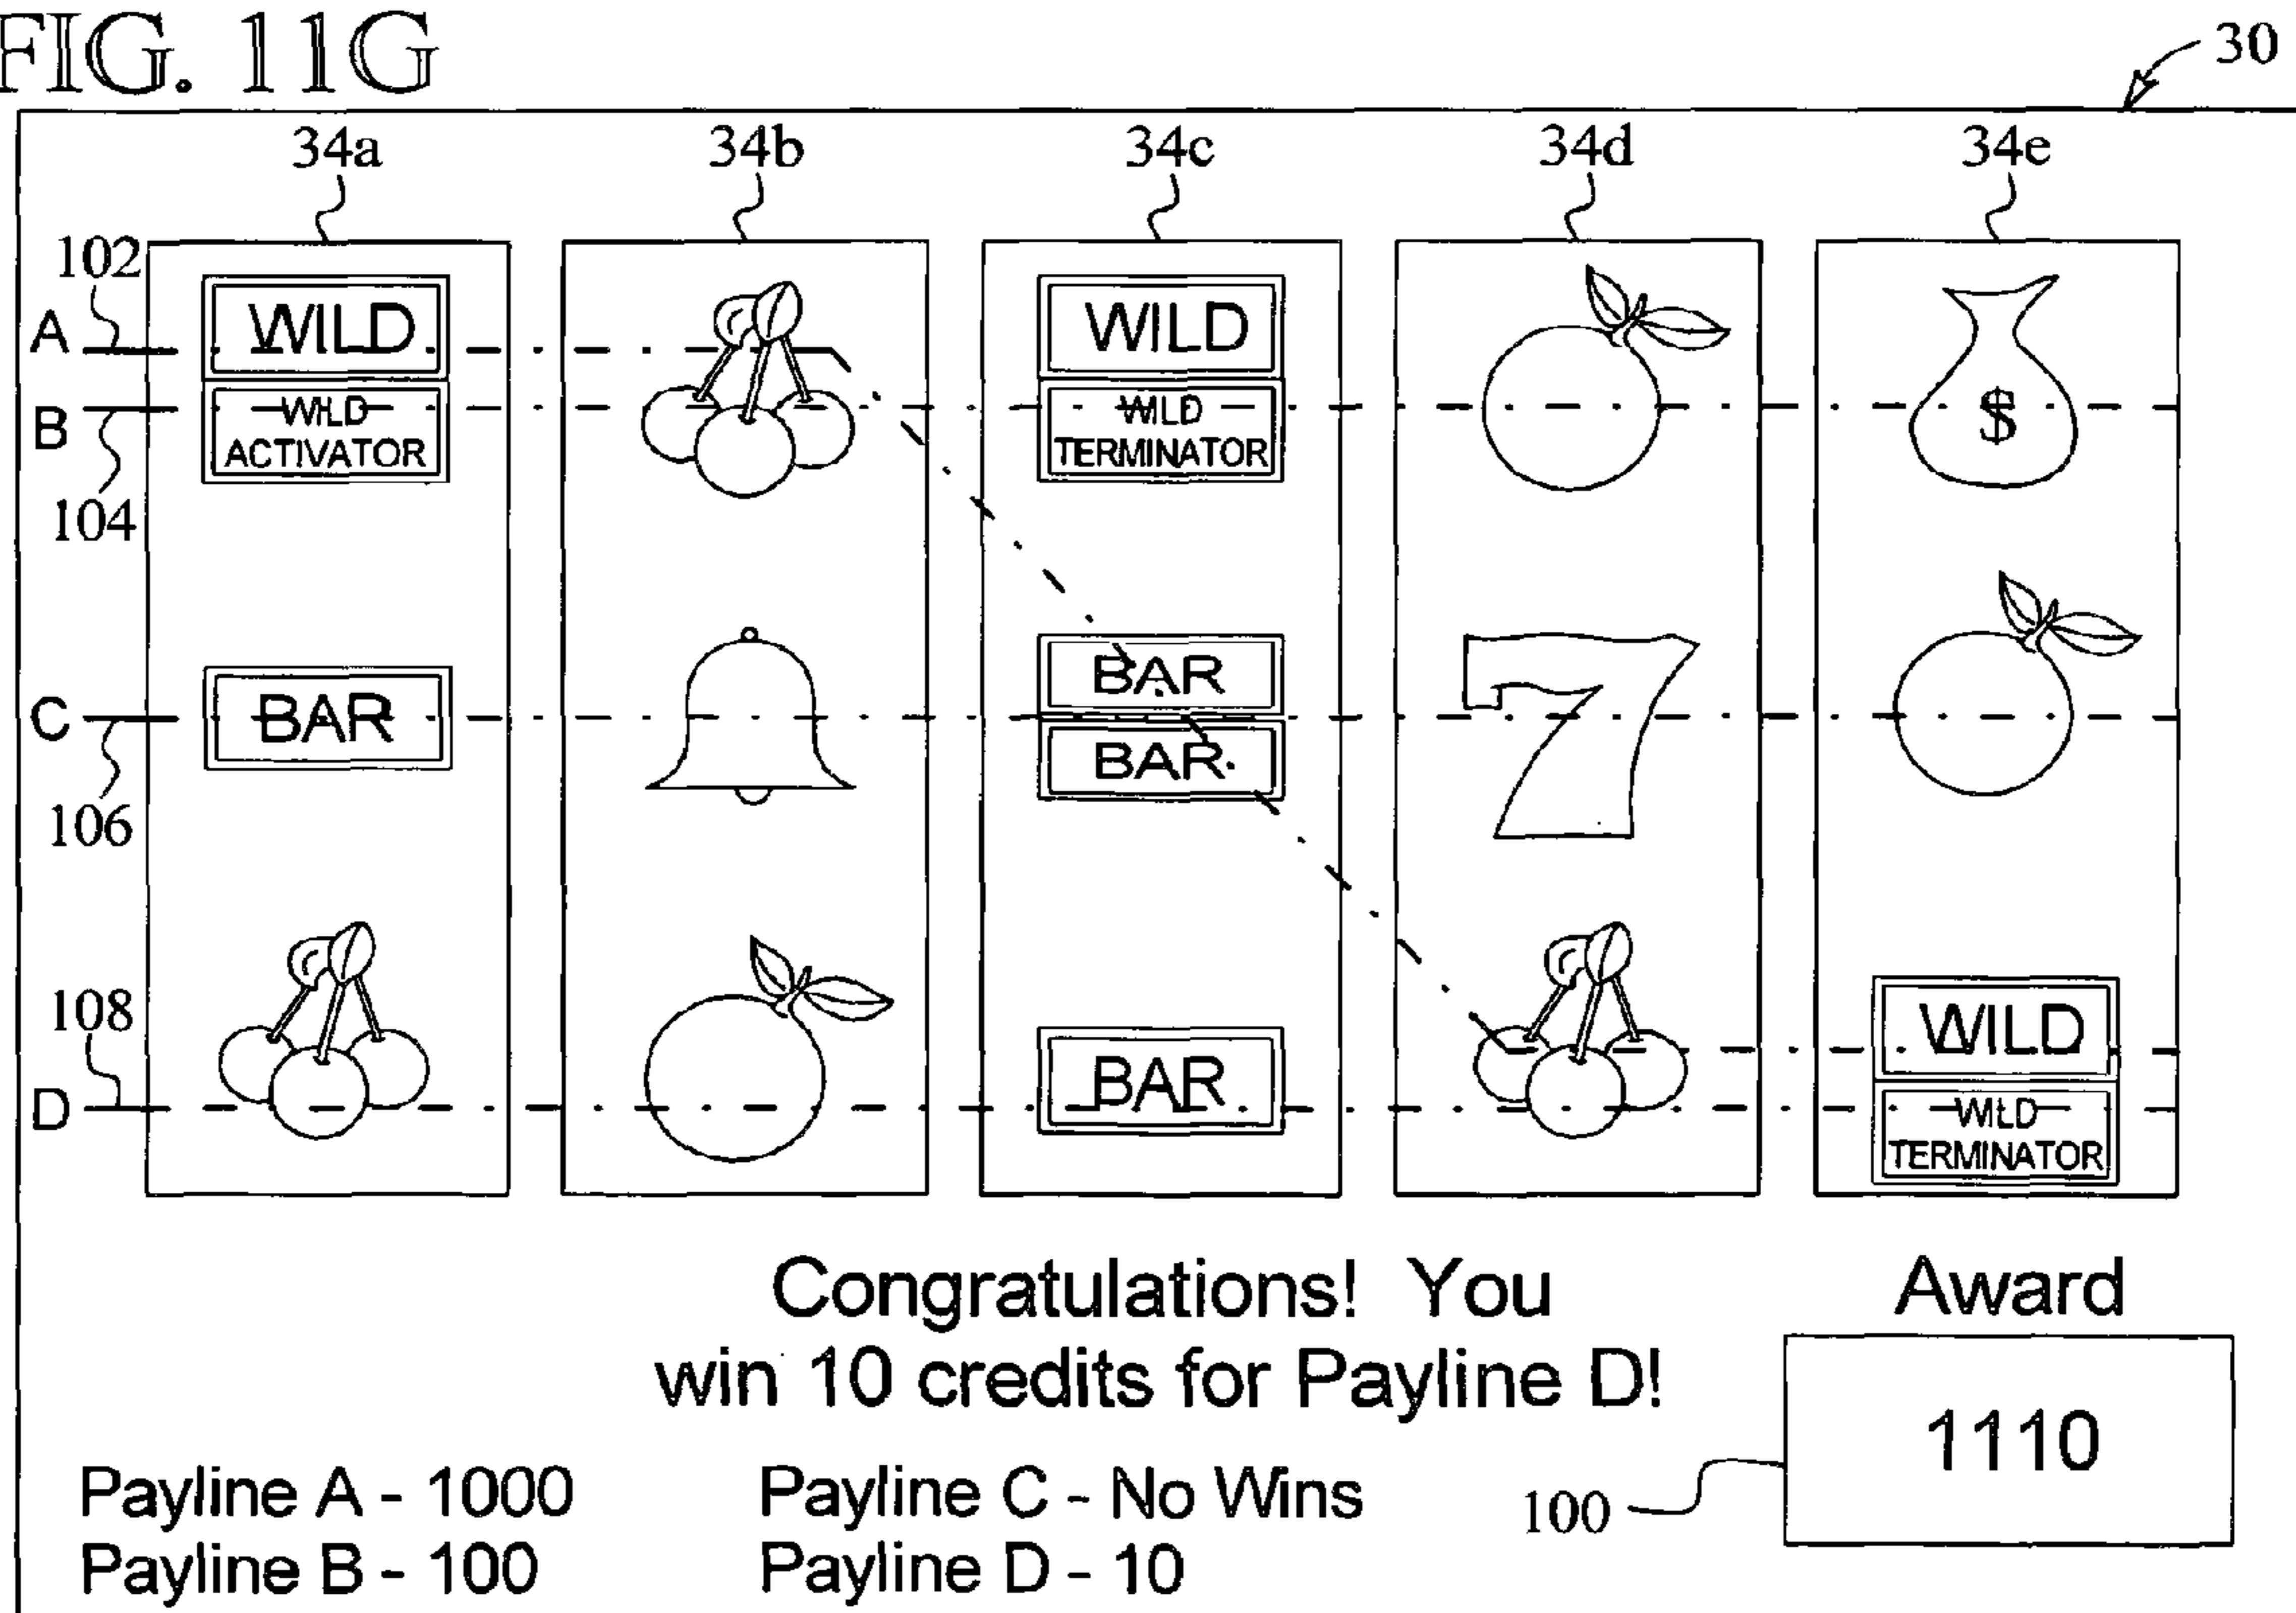 FIG. 11G
30
34a 34b 34c 34d 34e
102
A
WILD
WILD
B
WILD
ACTIVATOR
WILD
TERMINATOR
$
104
C
BAR
BAR
BAR
7
106
108
BAR
WILD
D
WILD
TERMINATOR
Congratulations! You
win 10 credits for Payline D!
Award
1110
100
Payline A - 1000
Payline B - 100
Payline C - No Wins
Payline D - 10